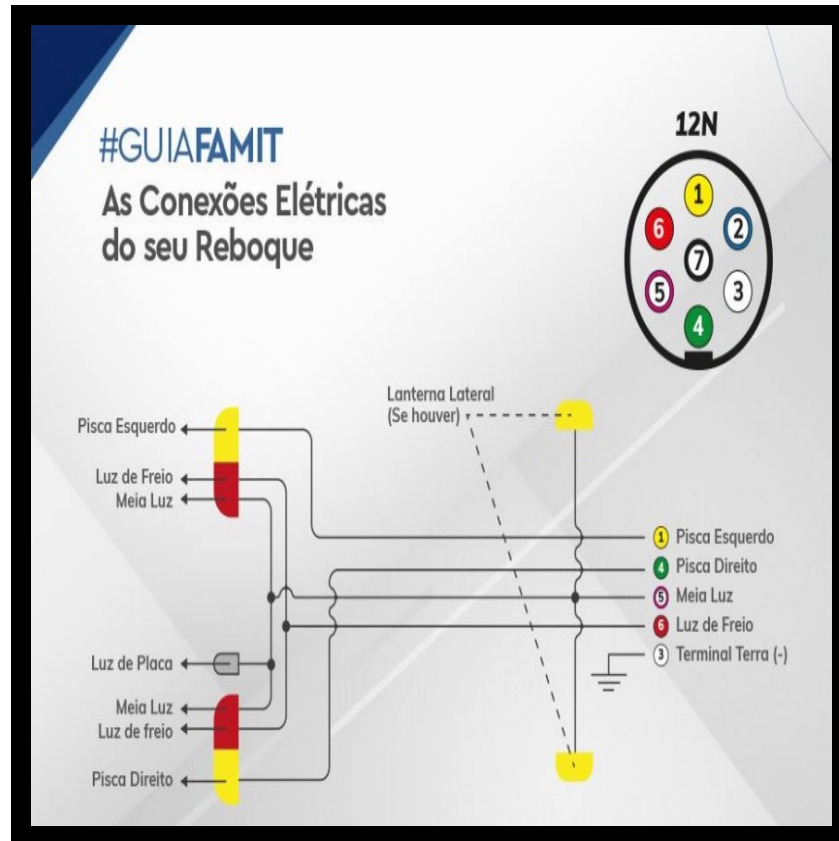 #GUIAFAMIT
As Conexões Elétricas
do seu Reboque
12N
1
6
2
7
5
3
4
Lanterna Lateral
(Se houver)
Pisca Esquerdo
Luz de Freio
Meia Luz
1 Pisca Esquerdo
4 Pisca Direito
5 Meia Luz
6 Luz de Freio
3 Terminal Terra (-)
Luz de Placa
Meia Luz
Luz de freio
Pisca Direito